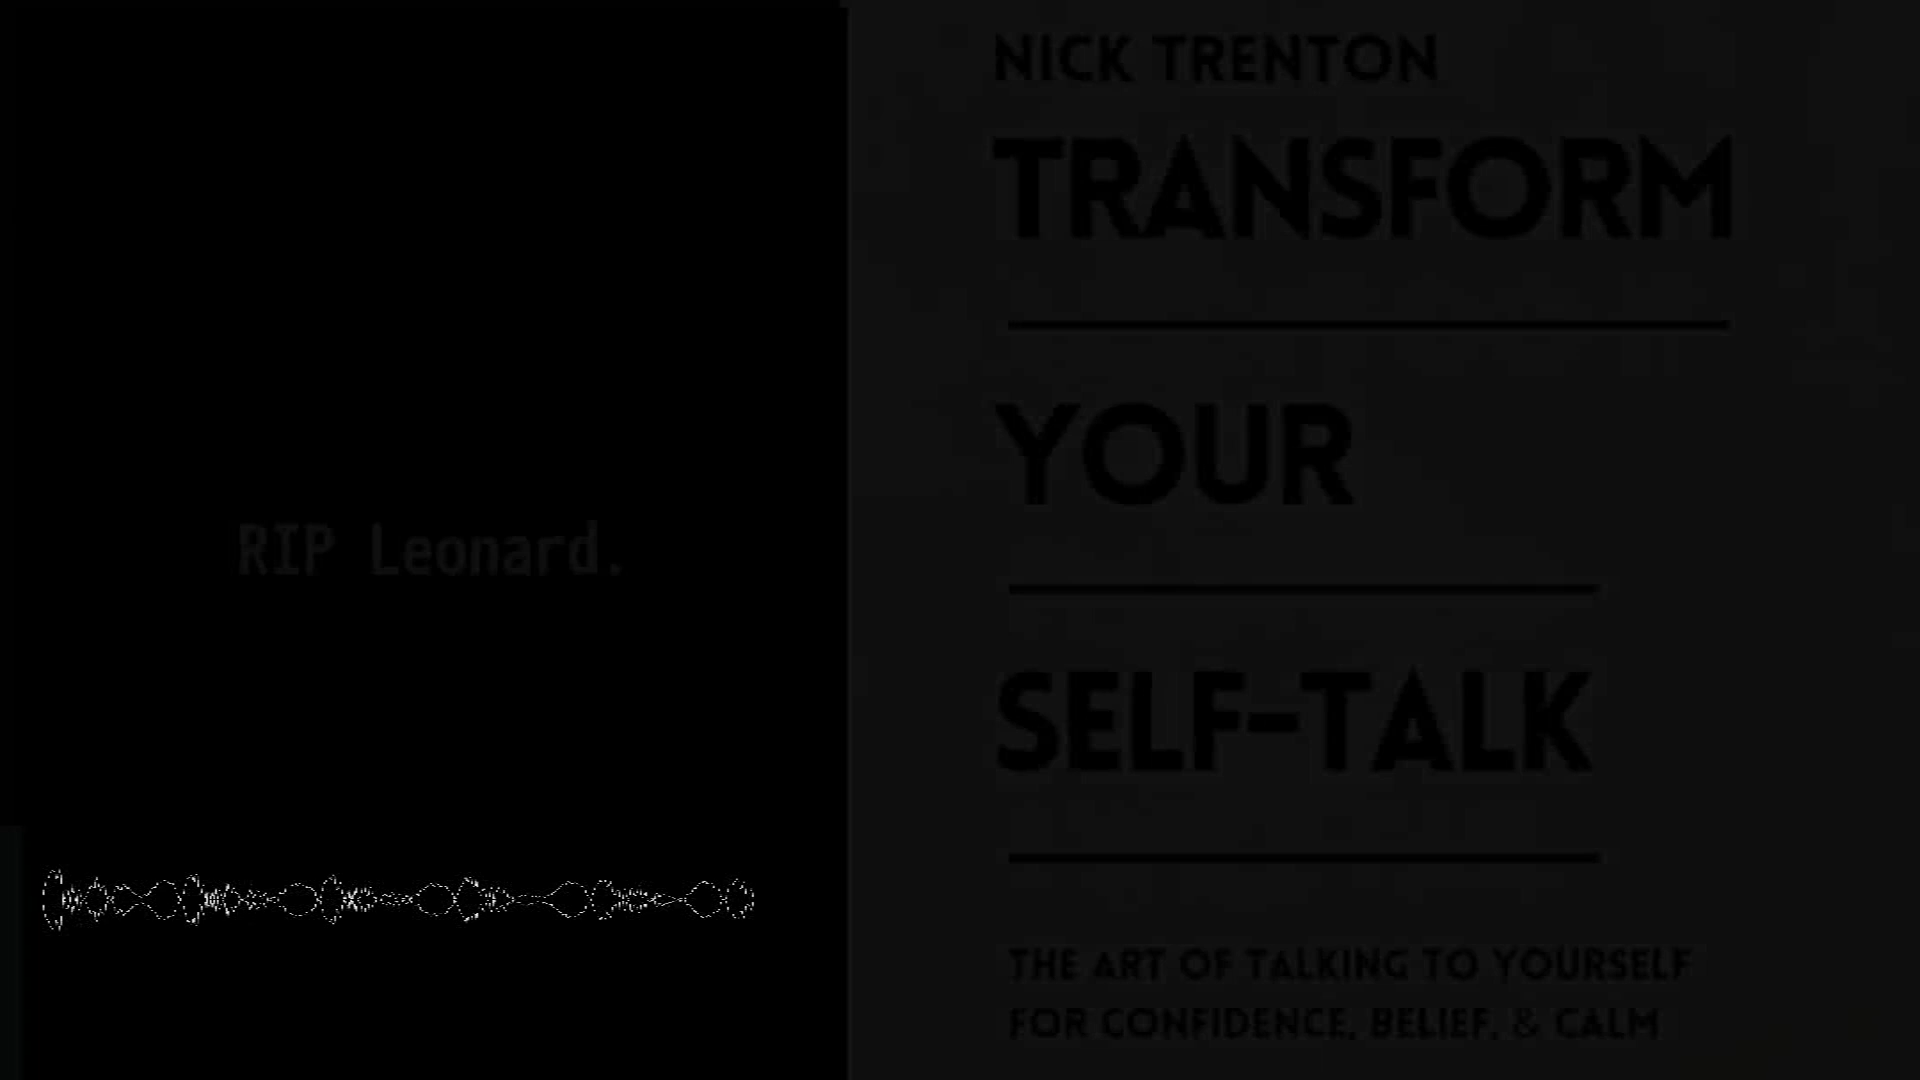 RIP Leonard.
NICK TRENTON
TRANSFORM
YOUR
SELF-TALK
THE ART OF TALKING TO YOURSELF
FOR CONFIDENCE, BELIEF, & CALM